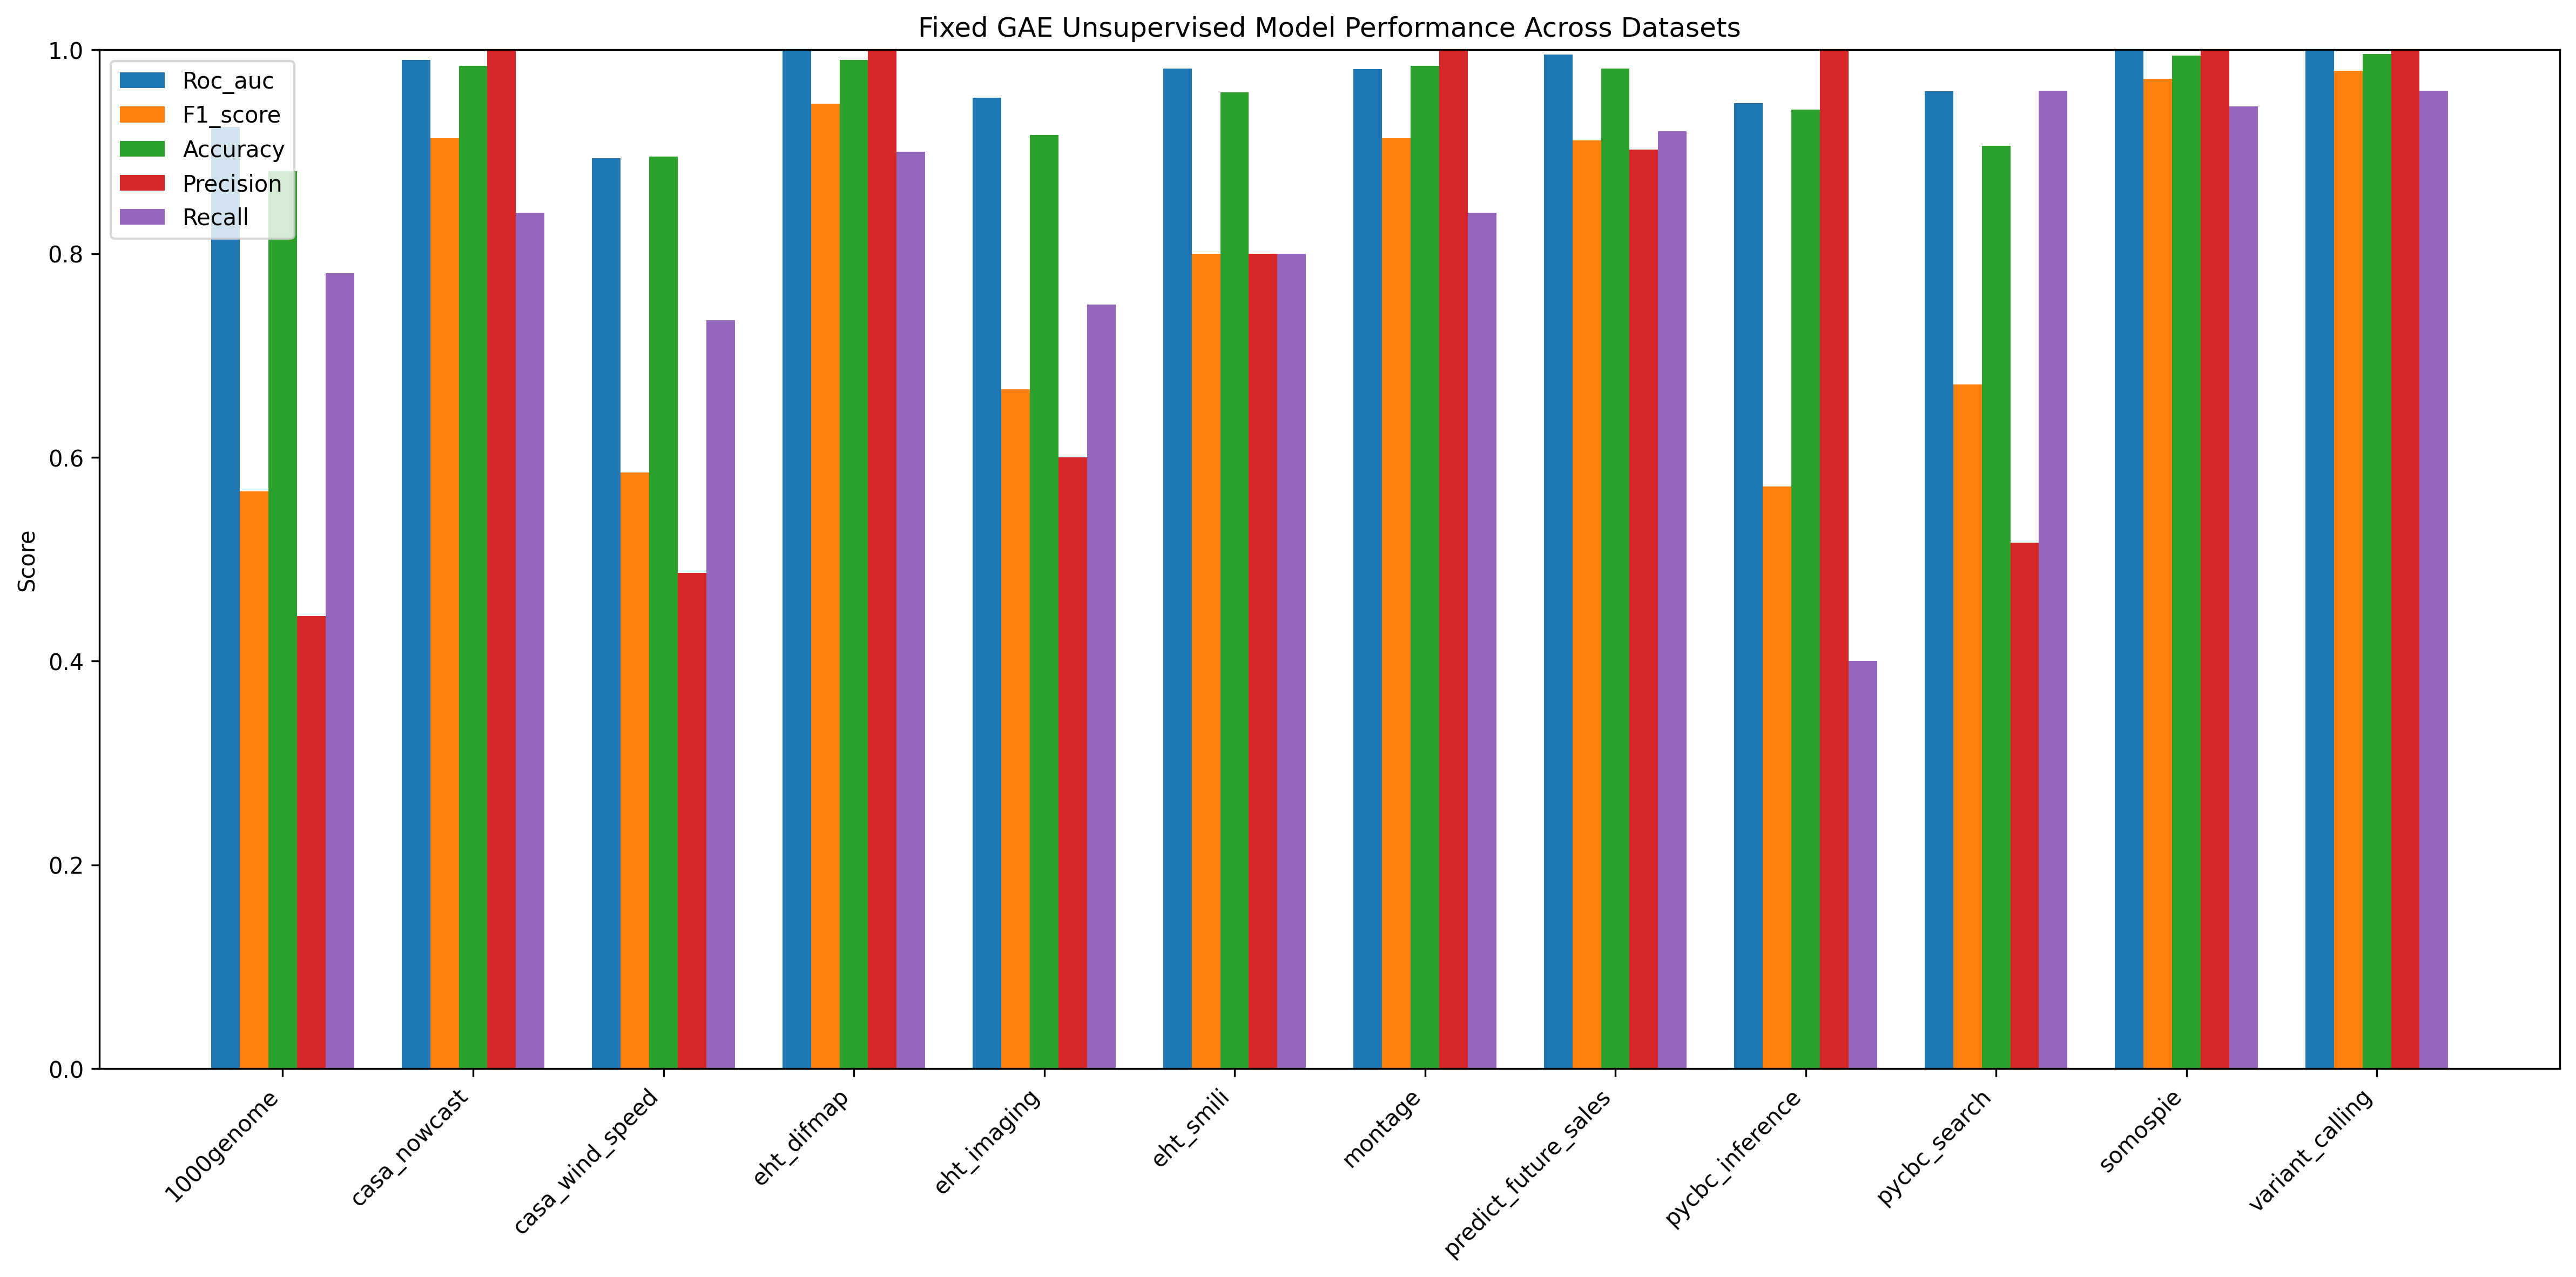 Fixed GAE Unsupervised Model Performance Across Datasets
Roc_auc
F1_score
Accuracy
Precision
Recall
Score
1.0
0.8
0.6
0.4
0.2
0.0
1000genome
casa_nowcast
casa_wind_speed
eht_difmap
eht_imaging
eht_smili
montage
predict_future_sales
pycbc_inference
pycbc_search
somospie
variant_calling